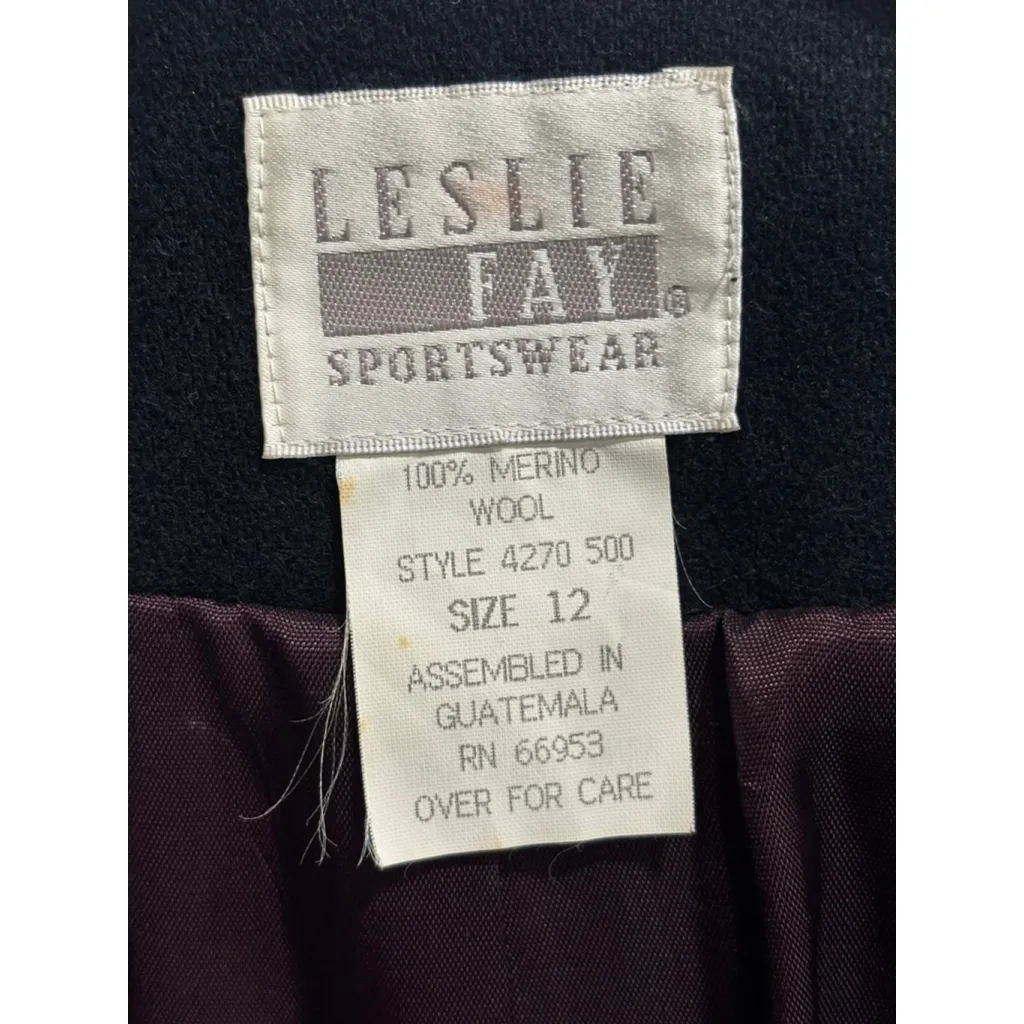 LESLIE
FAY®
SPORTSWEAR
100% MERINO
WOOL
STYLE 4270 500
SIZE 12
ASSEMBLED IN
GUATEMALA
RN 66953
OVER FOR CARE